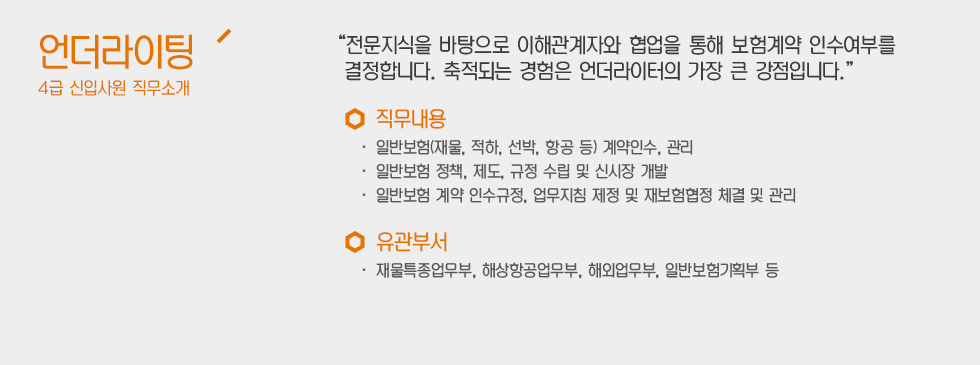 언더라이팅
4급 신입사원 직무소개
“전문지식을 바탕으로 이해관계자와 협업을 통해 보험계약 인수여부를
결정합니다. 축적되는 경험은 언더라이터의 가장 큰 강점입니다.”
직무내용
· 일반보험(재물, 적하, 선박, 항공 등) 계약인수, 관리
· 일반보험 정책, 제도, 규정 수립 및 신시장 개발
· 일반보험 계약 인수규정, 업무지침 제정 및 재보험협정 체결 및 관리
유관부서
· 재물특종업무부, 해상항공업무부, 해외업무부, 일반보험기획부 등